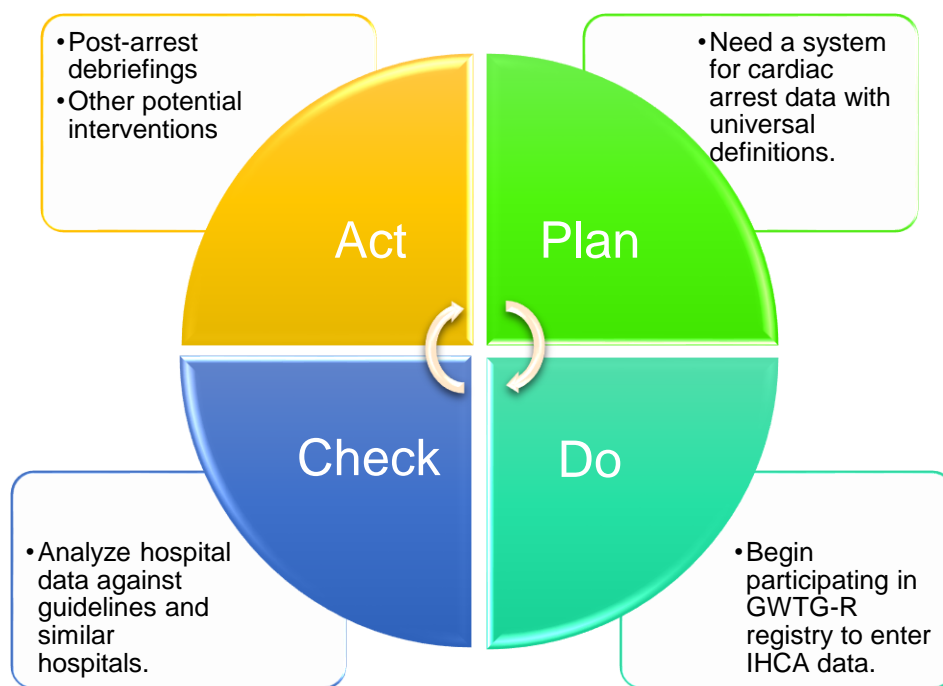 •Post-arrest
debriefings
•Other potential
interventions
•Need a system
for cardiac
arrest data with
universal
definitions.
Act
Plan
Check
Do
•Analyze hospital
data against
guidelines and
similar
hospitals.
•Begin
participating in
GWTG-R
registry to enter
IHCA data.